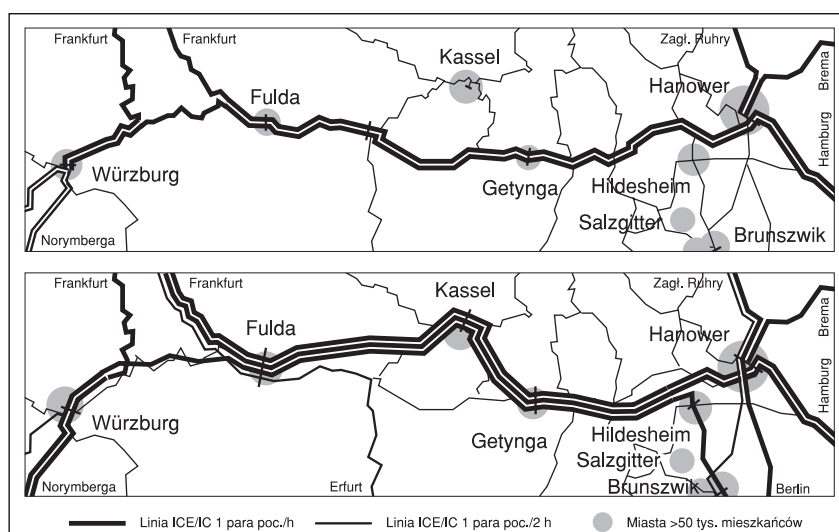 Frankfurt Frankfurt Kassel Zagł. Ruhry
Brema
Hanower
Fulda
Hamburg
Würzburg
Getynga Hildesheim
Salzgitter
Norymberga Brunszwik
Frankfurt Frankfurt Kassel Zagł. Ruhry
Brema
Hanower
Fulda
Hamburg
Würzburg
Getynga Hildesheim
Salzgitter
Norymberga Erfurt Brunszwik Berlin
Linia ICE/IC 1 para poc./h Linia ICE/IC 1 para poc./2 h Miasta >50 tys. mieszkańców